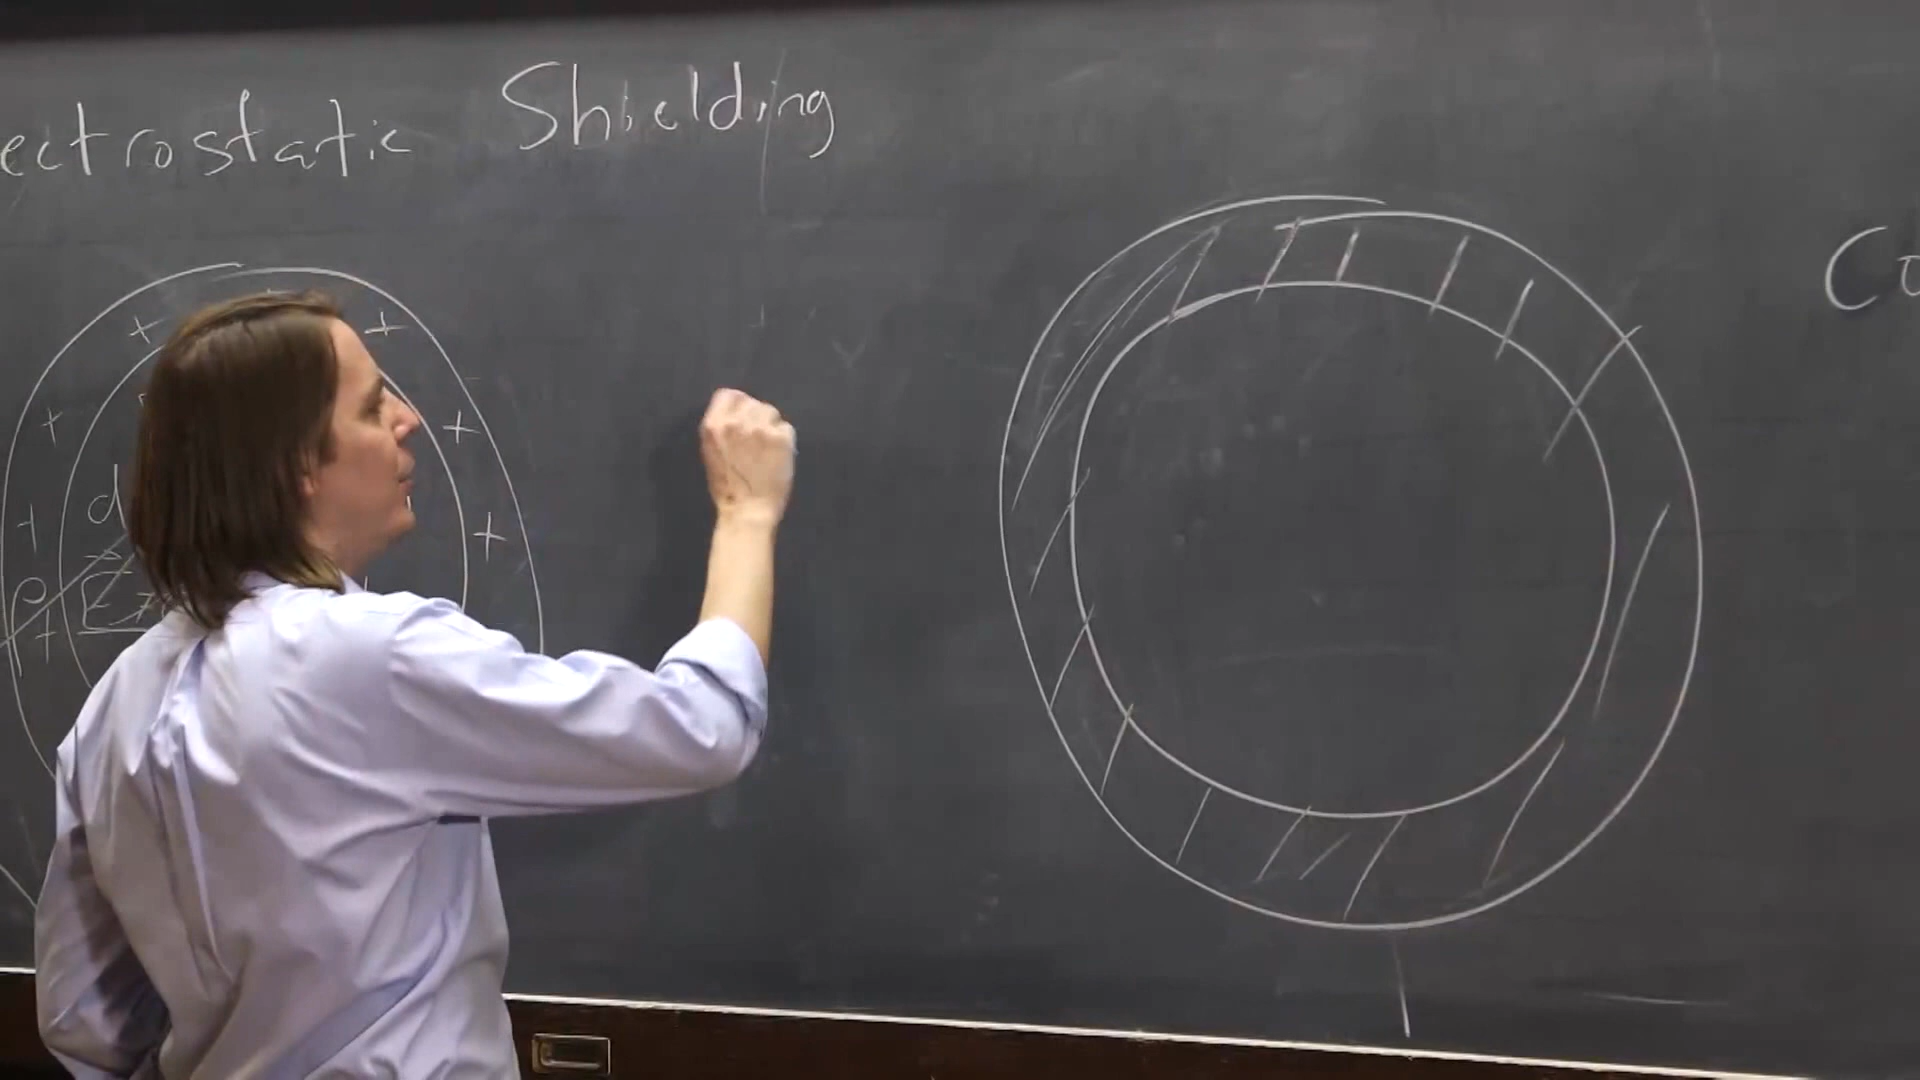 ectrostatic Shielding
+ +
+ +
+ d +
ρ
+
Co